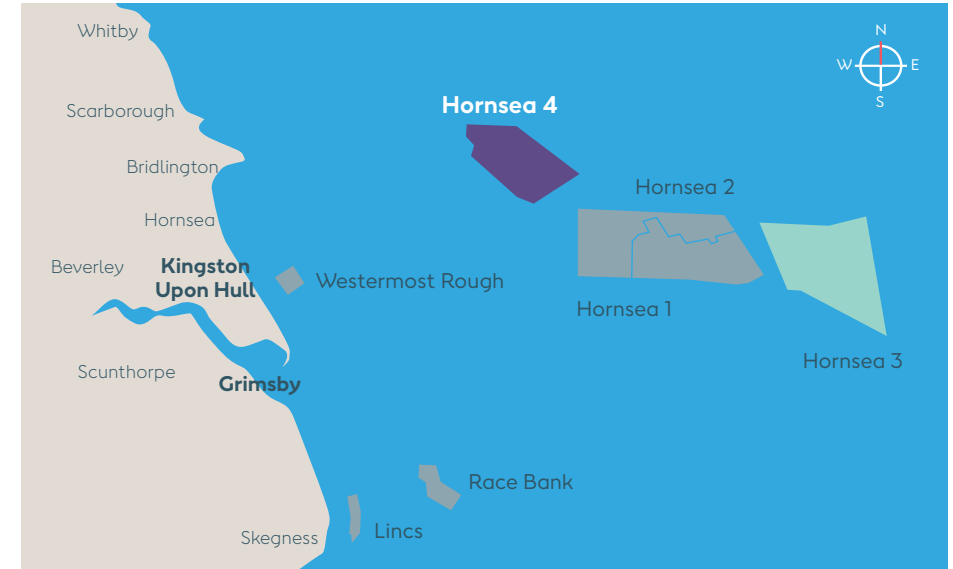 Whitby
N
W
E
S
Scarborough
Hornsea 4
Bridlington
Hornsea 2
Hornsea
Beverley
Kingston
Upon Hull
Westermost Rough
Hornsea 1
Hornsea 3
Scunthorpe
Grimsby
Race Bank
Lincs
Skegness